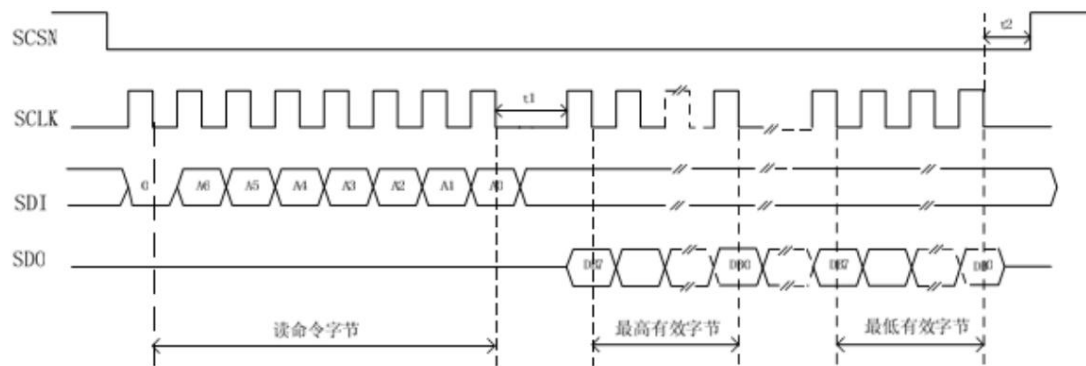 SCSN
t2
SCLK
t1
SDI
0 A6 A5 A4 A3 A2 A1 A0
SDO
DB7 DB0 DB7 DB0
读命令字节 最高有效字节 最低有效字节